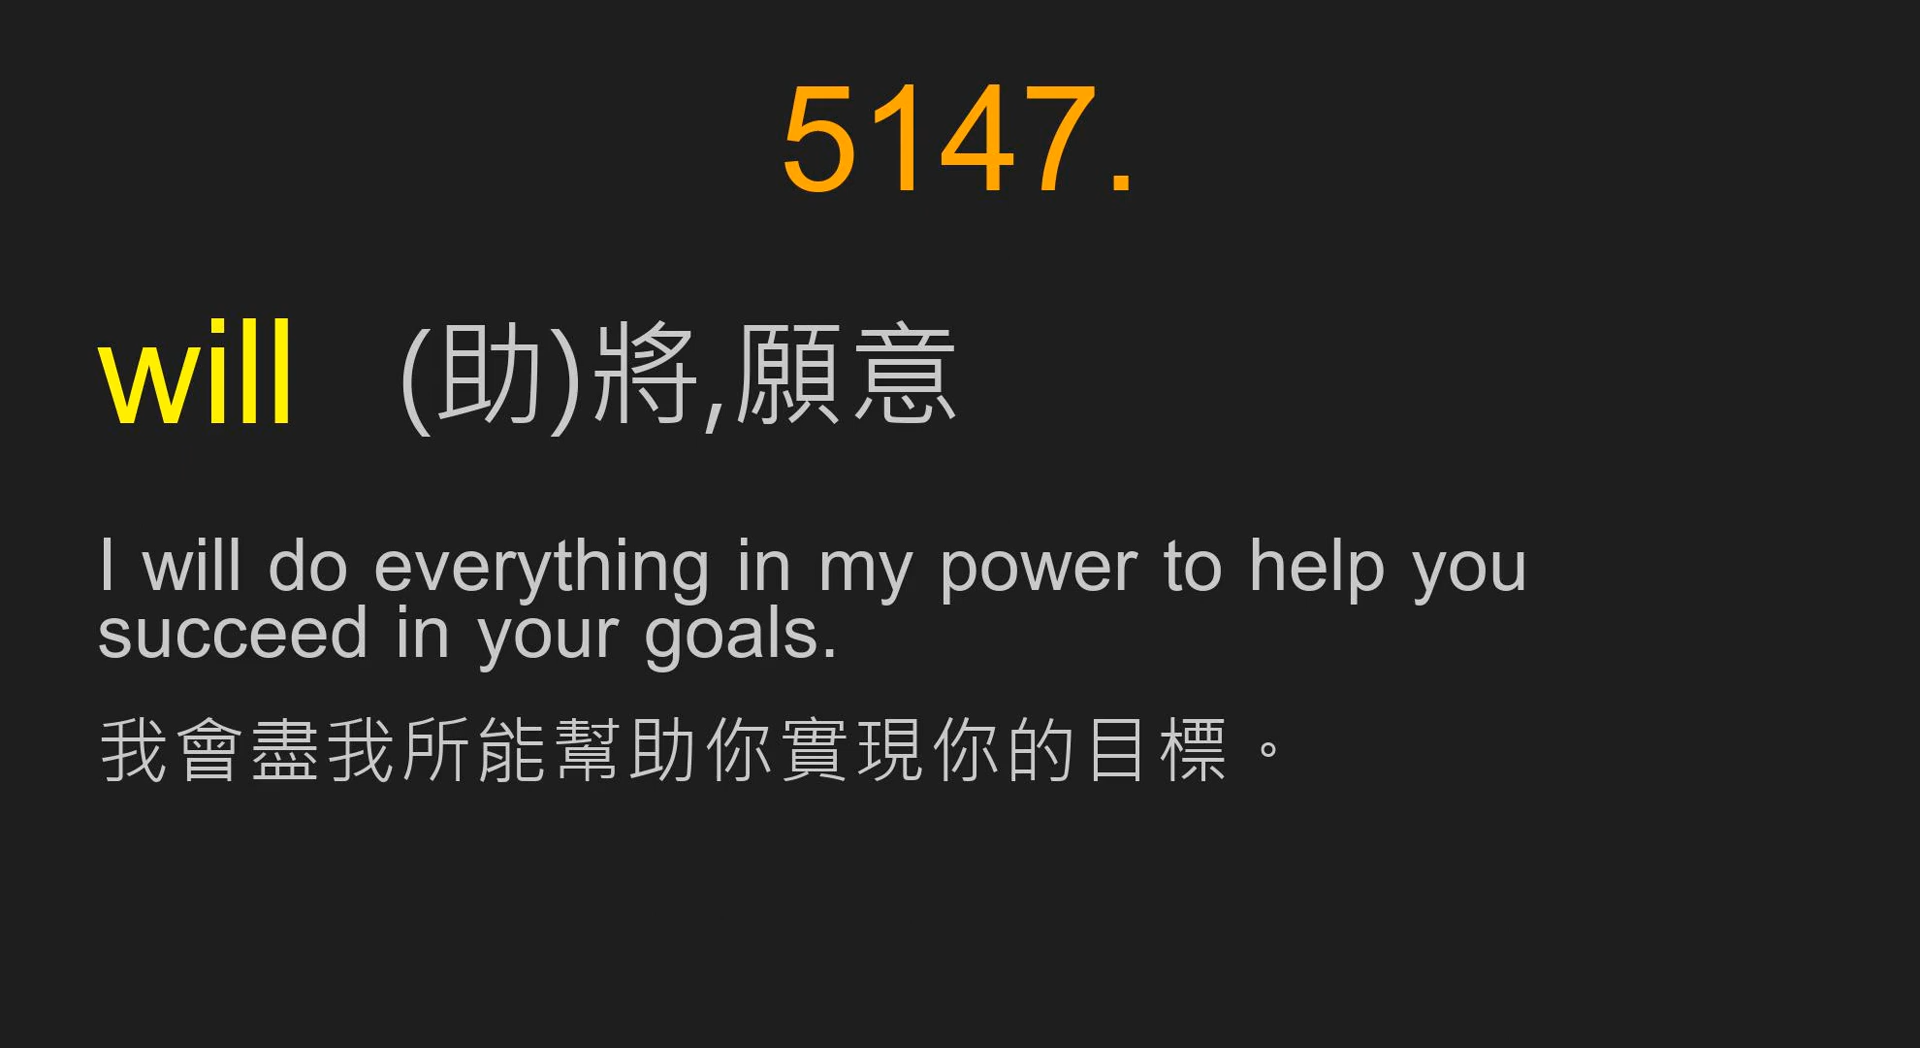 5147.
will (助)將,願意
I will do everything in my power to help you
succeed in your goals.
我會盡我所能幫助你實現你的目標。